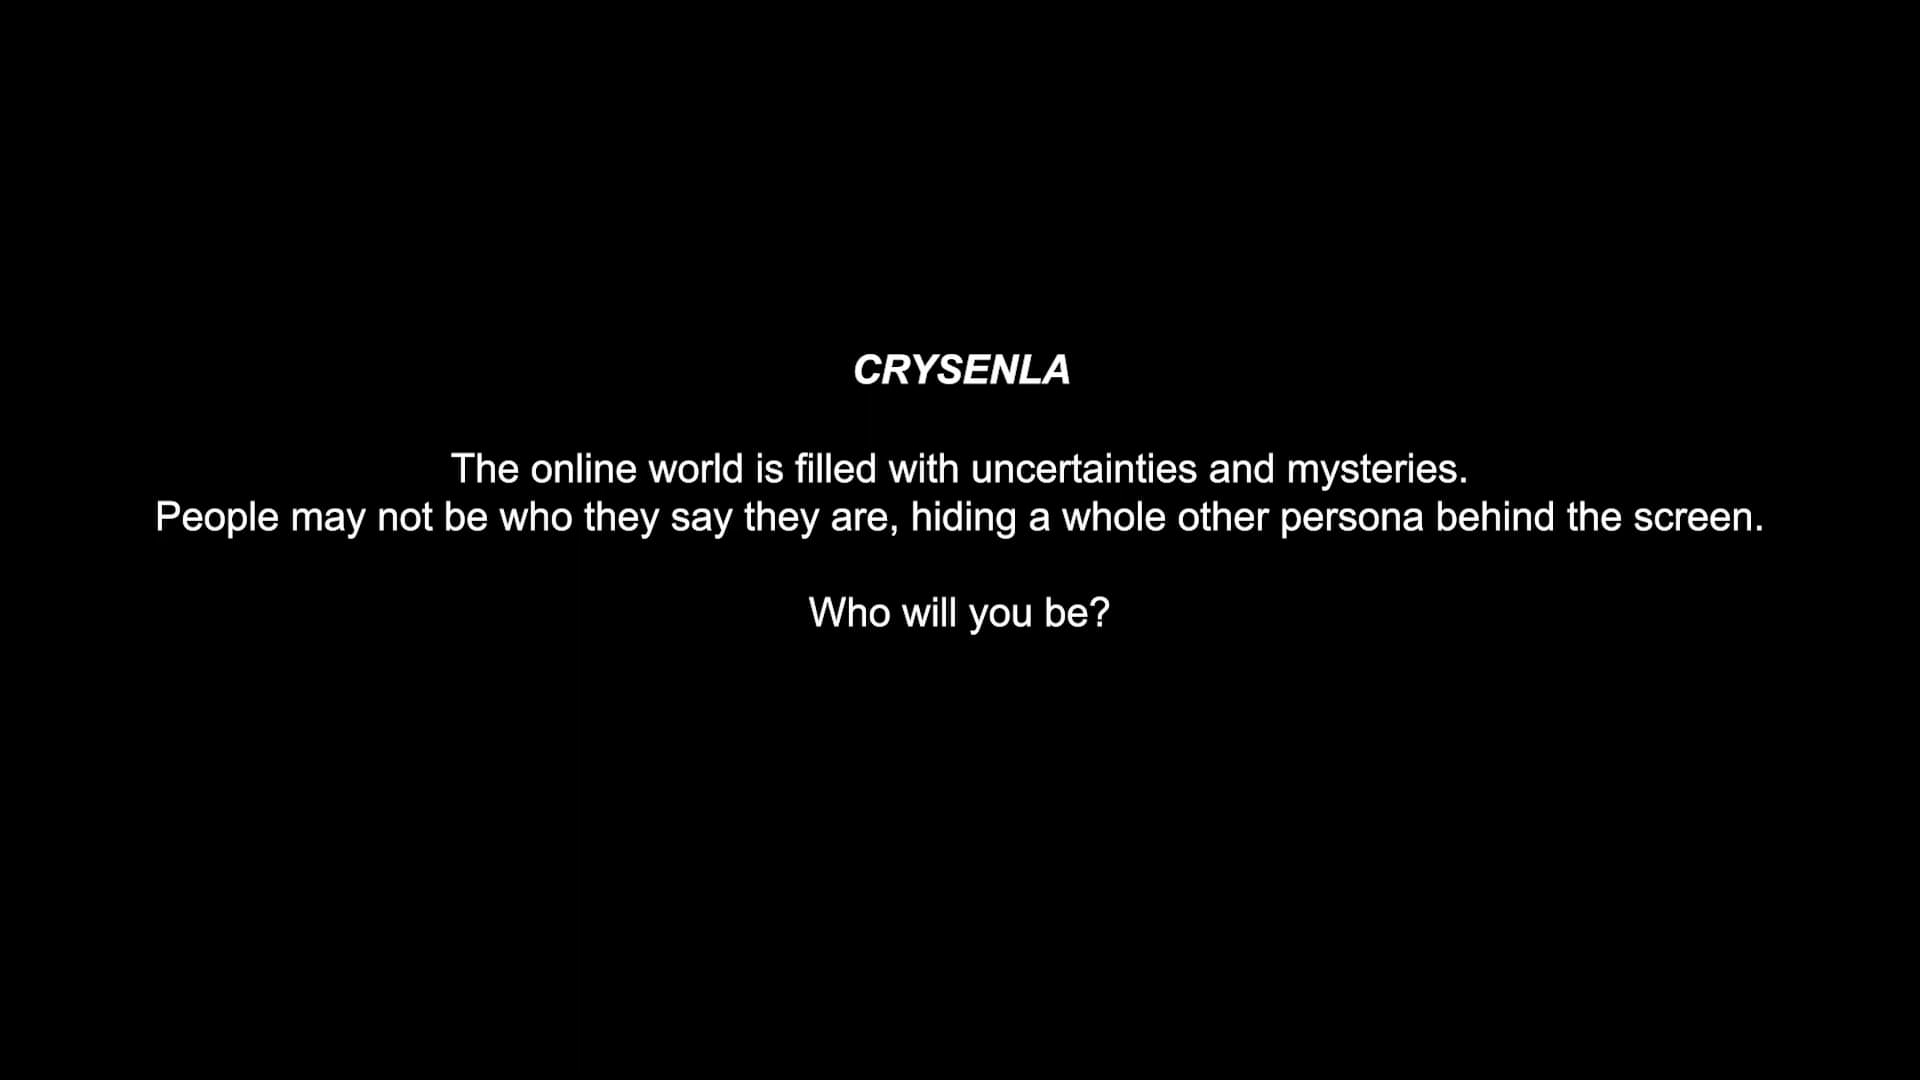 CRYSENLA
The online world is filled with uncertainties and mysteries.
People may not be who they say they are, hiding a whole other persona behind the screen.
Who will you be?